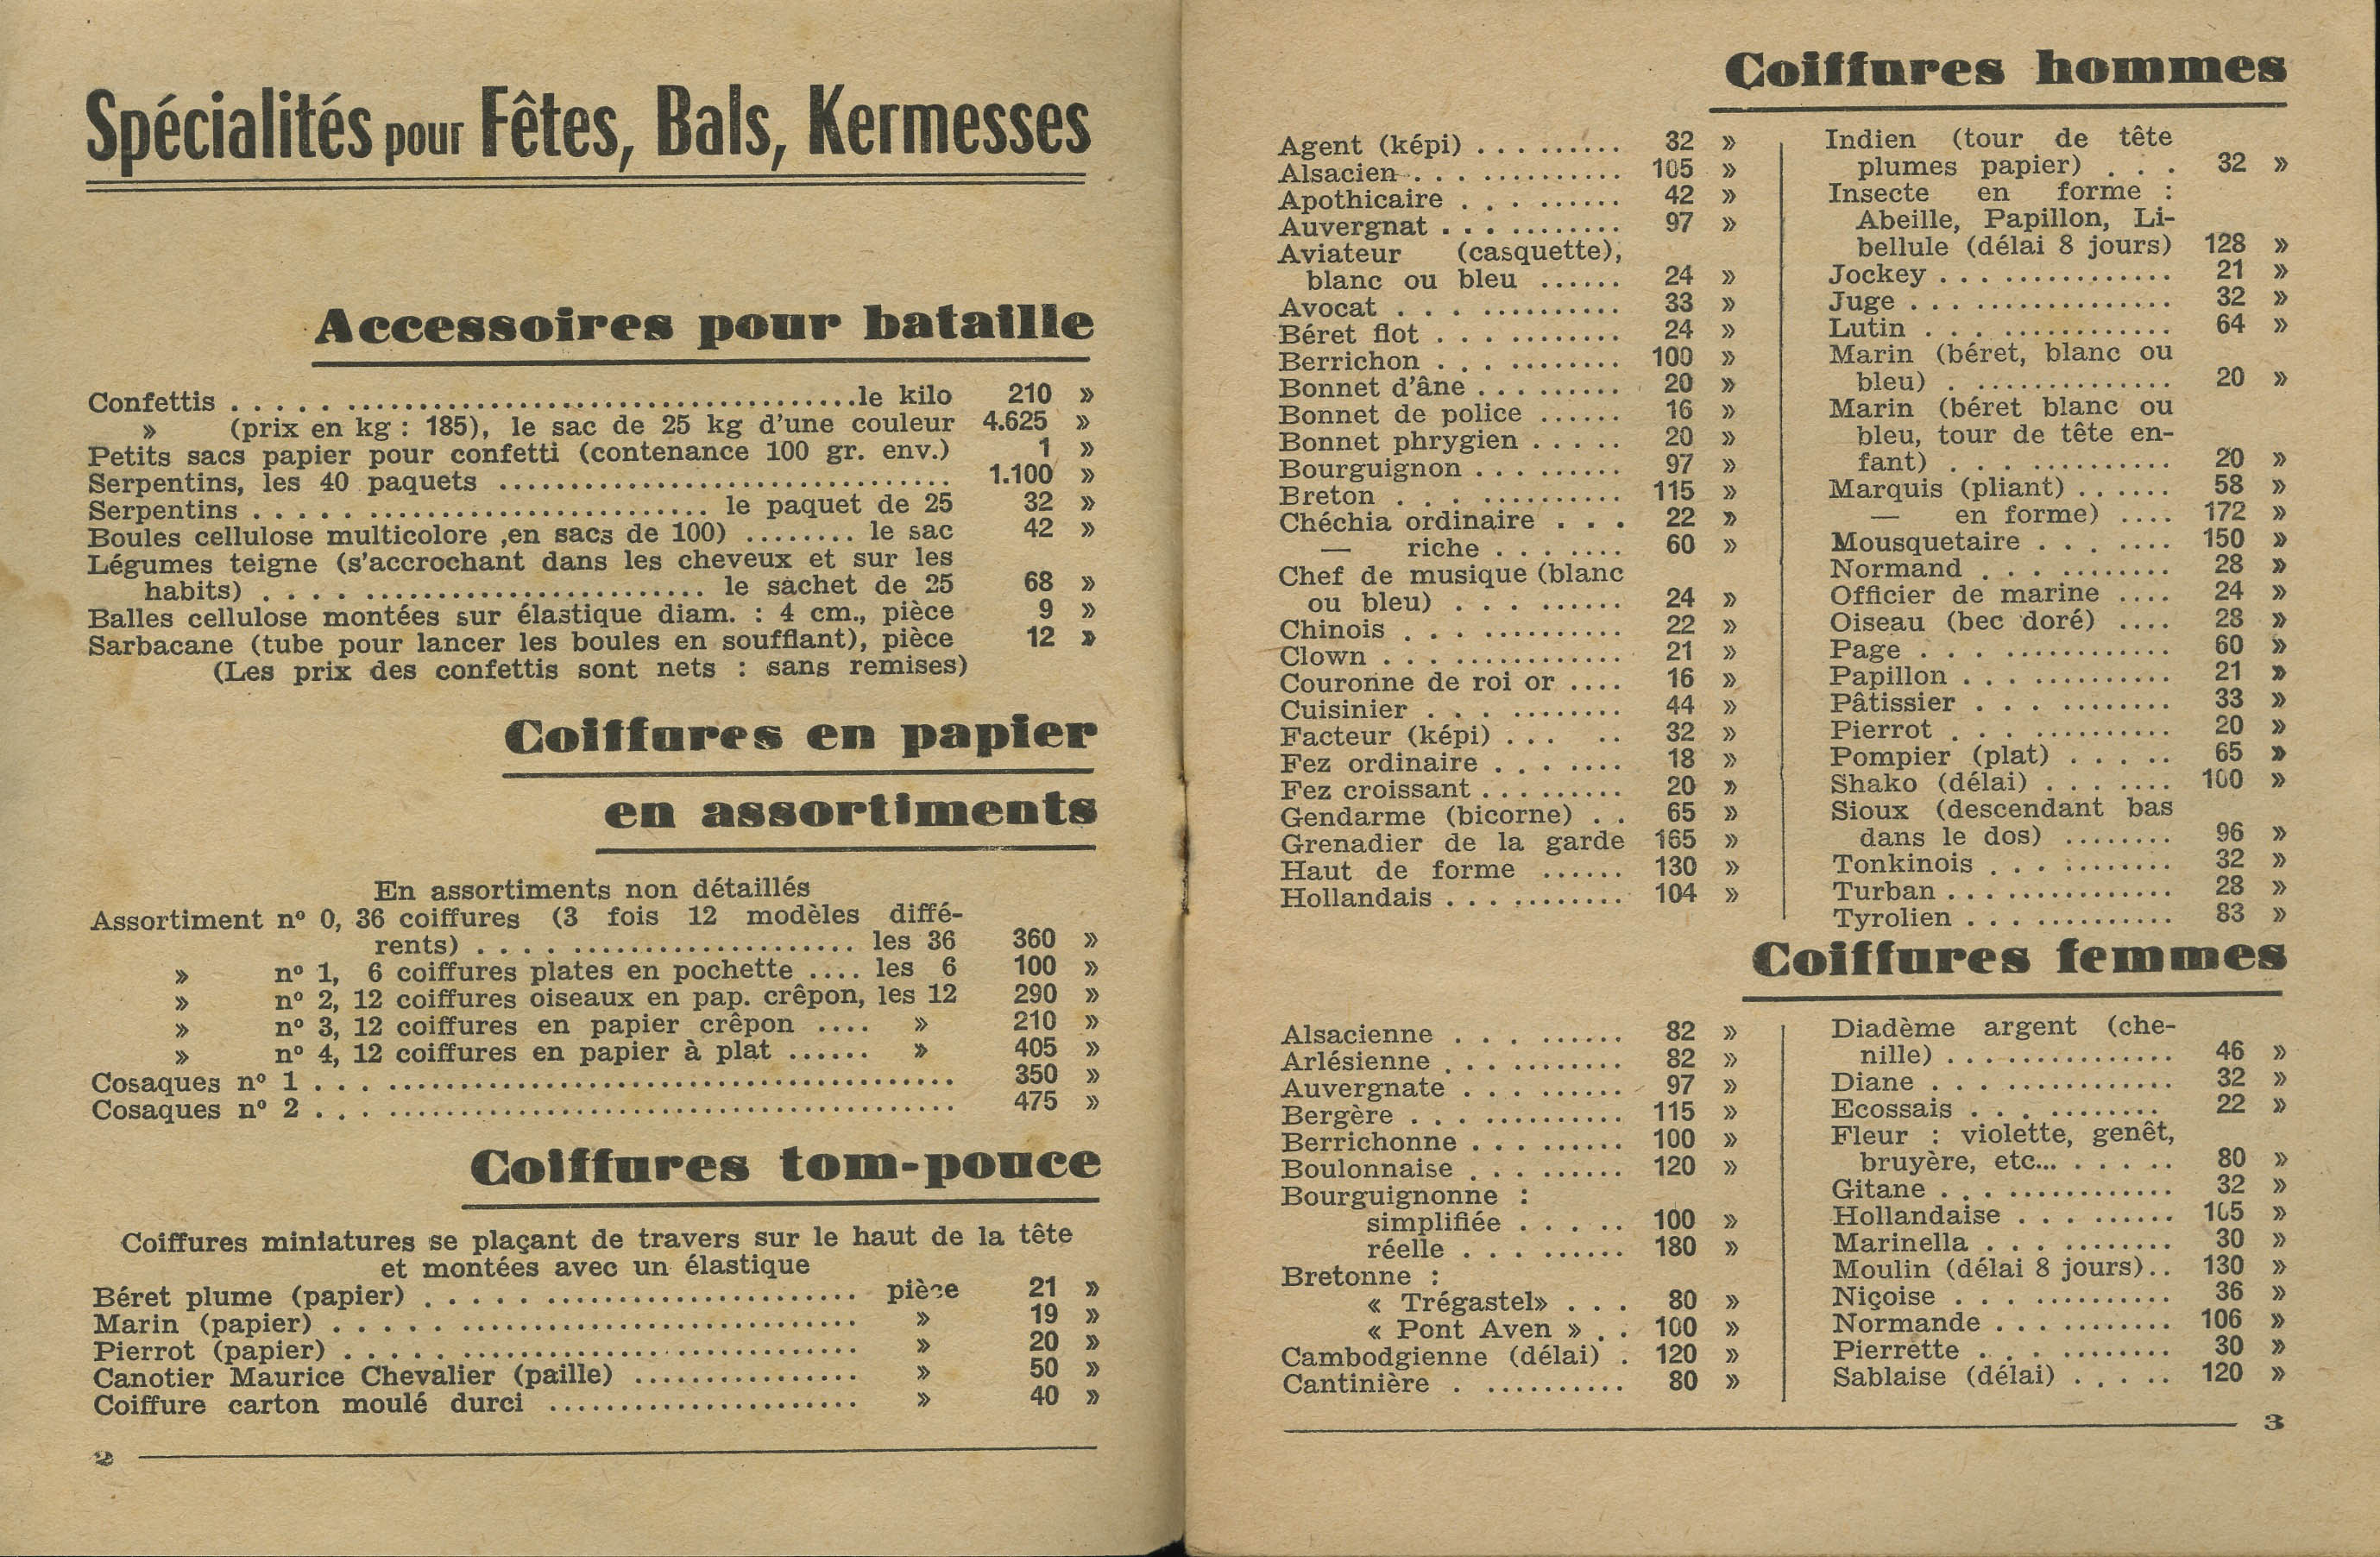 Spécialités pour Fêtes, Bals, Kermesses
Accessoires pour bataille
Confettis . . . . . ........................................le kilo 210 »
» (prix en kg : 185), le sac de 25 kg d'une couleur 4.625 »
Petits sacs papier pour confetti (contenance 100 gr. env.) 1 »
Serpentins, les 40 paquets ................................ 1.100 »
Serpentins . . . . . ........................ le paquet de 25 32 »
Boules cellulose multicolore ,en sacs de 100) ........ le sac 42 »
Légumes teigne (s'accrochant dans les cheveux et sur les
habits) . . . . ........................ le sachet de 25 68 »
Balles cellulose montées sur élastique diam. : 4 cm., pièce 9 »
Sarbacane (tube pour lancer les boules en soufflant), pièce 12 »
(Les prix des confettis sont nets : sans remises)
Coiffures en papier
en assortiments
En assortiments non détaillés
Assortiment nº 0, 36 coiffures (3 fois 12 modèles diffé-
rents) . . . . .................... les 36 360 »
» nº 1, 6 coiffures plates en pochette .... les 6 100 »
» nº 2, 12 coiffures oiseaux en pap. crêpon, les 12 290 »
» nº 3, 12 coiffures en papier crêpon .... » 210 »
» nº 4, 12 coiffures en papier à plat ...... » 405 »
Cosaques nº 1 . . . ........................................ 350 »
Cosaques nº 2 . . . ........................................ 475 »
Coiffures tom-pouce
Coiffures miniatures se plaçant de travers sur le haut de la tête
et montées avec un élastique
Béret plume (papier) . . . . . ...................... pièce 21 »
Marin (papier) . . . . . ............................ » 19 »
Pierrot (papier) . . . . . ............................ » 20 »
Canotier Maurice Chevalier (paille) ................ » 50 »
Coiffure carton moulé durci ...................... » 40 »
2
Coiffures hommes
Agent (képi) . . . ....... 32 »
Alsacien . . . ............ 105 »
Apothicaire . . . ...... 42 »
Auvergnat . . . ......... 97 »
Aviateur (casquette),
blanc ou bleu ...... 24 »
Avocat . . . ........... 33 »
Béret flot . . . ......... 24 »
Berrichon . . . ......... 100 »
Bonnet d'âne . . . ...... 20 »
Bonnet de police ...... 16 »
Bonnet phrygien . . . .. 20 »
Bourguignon . . . ...... 97 »
Breton . . . ........... 115 »
Chéchia ordinaire . . . 22 »
— riche . . . .... 60 »
Chef de musique (blanc
ou bleu) . . . ...... 24 »
Chinois . . . ........... 22 »
Clown . . . ............. 21 »
Couronne de roi or .... 16 »
Cuisinier . . . ........ 44 »
Facteur (képi) . . . .. 32 »
Fez ordinaire . . . .... 18 »
Fez croissant . . . ..... 20 »
Gendarme (bicorne) . . 65 »
Grenadier de la garde 165 »
Haut de forme ...... 130 »
Hollandais . . . ........ 104 »
Indien (tour de tête
plumes papier) . . . 32 »
Insecte en forme :
Abeille, Papillon, Li-
bellule (délai 8 jours) 128 »
Jockey . . . ............ 21 »
Juge . . . .............. 32 »
Lutin . . . ............. 64 »
Marin (béret, blanc ou
bleu) . .............. 20 »
Marin (béret blanc ou
bleu, tour de tête en-
fant) . . . ........... 20 »
Marquis (pliant) . . .... 58 »
— en forme) .... 172 »
Mousquetaire . . . .... 150 »
Normand . . . ......... 28 »
Officier de marine .... 24 »
Oiseau (bec doré) .... 28 »
Page . . . ............. 60 »
Papillon . . . .......... 21 »
Pâtissier . . . ........ 33 »
Pierrot . . . ........... 20 »
Pompier (plat) . . . .. 65 »
Shako (délai) . . . .... 100 »
Sioux (descendant bas
dans le dos) ........ 96 »
Tonkinois . . . ........ 32 »
Turban . . . ............ 28 »
Tyrolien . . . .......... 83 »
Coiffures femmes
Alsacienne . . . ...... 82 »
Arlésienne . . . ........ 82 »
Auvergnate . . . ...... 97 »
Bergère . . . .......... 115 »
Berrichonne . . . ...... 100 »
Boulonnaise . . . ...... 120 »
Bourguignonne :
simplifiée . . . .. 100 »
réelle . . . ...... 180 »
Bretonne :
« Trégastel» . . . 80 »
« Pont Aven » . . 100 »
Cambodgienne (délai) . 120 »
Cantinière . .......... 80 »
Diadème argent (che-
nille) . . . ........... 46 »
Diane . . . ............ 32 »
Ecossais . . . ........ 22 »
Fleur : violette, genêt,
bruyère, etc... . . . .. 80 »
Gitane . . . ............ 32 »
Hollandaise . . . ...... 105 »
Marinella . . . ........ 30 »
Moulin (délai 8 jours).. 130 »
Niçoise . . . .......... 36 »
Normande . . . ........ 106 »
Pierrette . . . ........ 30 »
Sablaise (délai) . . . .. 120 »
3